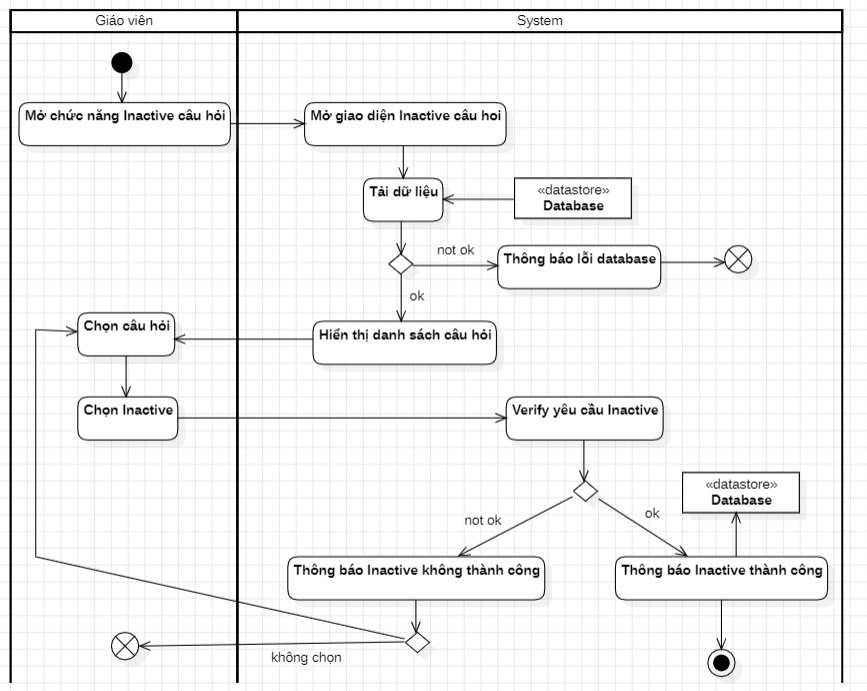 Giáo viên
System
Mở chức năng Inactive câu hỏi
Mở giao diện Inactive câu hoi
Tải dữ liệu
«datastore»
Database
not ok
Thông báo lỗi database
ok
Chọn câu hỏi
Hiển thị danh sách câu hỏi
Chọn Inactive
Verify yêu cầu Inactive
«datastore»
Database
not ok
ok
Thông báo Inactive không thành công
Thông báo Inactive thành công
không chọn